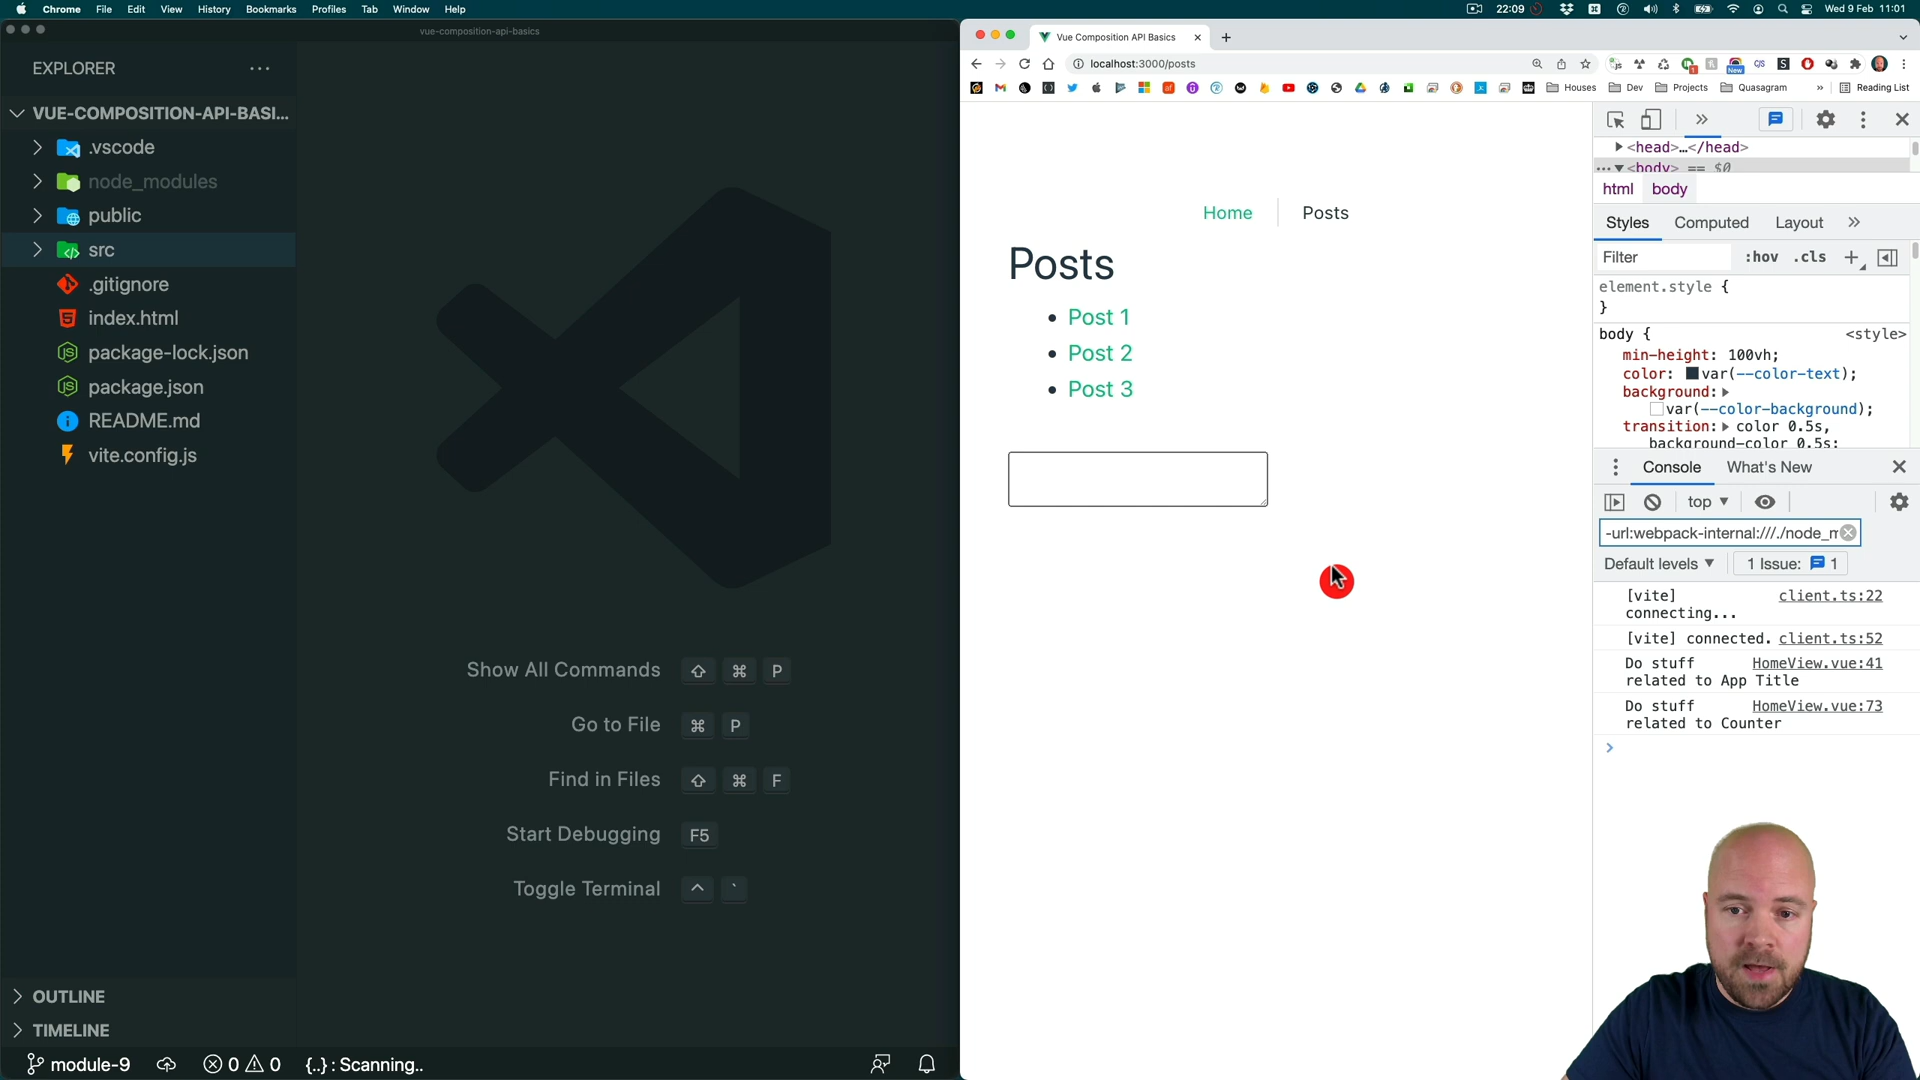 Chrome File Edit View History Bookmarks Profiles Tab Window Help
22:09 Wed 9 Feb 11:01
vue-composition-api-basics
EXPLORER
VUE-COMPOSITION-API-BASI...
.vscode
node_modules
public
src
.gitignore
index.html
package-lock.json
package.json
README.md
vite.config.js
OUTLINE
TIMELINE
module-9 0 0 {..} : Scanning..
Show All Commands ⇧ ⌘ P
Go to File ⌘ P
Find in Files ⇧ ⌘ F
Start Debugging F5
Toggle Terminal ^ `
Vue Composition API Basics
localhost:3000/posts
New
Houses Dev Projects Quasagram » Reading List
Home Posts
Posts
Post 1
Post 2
Post 3
<head>…</head>
<body> == $0
html body
Styles Computed Layout »
Filter :hov .cls +
element.style {
}
body { <style>
min-height: 100vh;
color: var(--color-text);
background:
var(--color-background);
transition: color 0.5s,
background-color 0.5s;
Console What's New
top
-url:webpack-internal:///./node_m
Default levels 1 Issue: 1
[vite] client.ts:22
connecting...
[vite] connected. client.ts:52
Do stuff HomeView.vue:41
related to App Title
Do stuff HomeView.vue:73
related to Counter